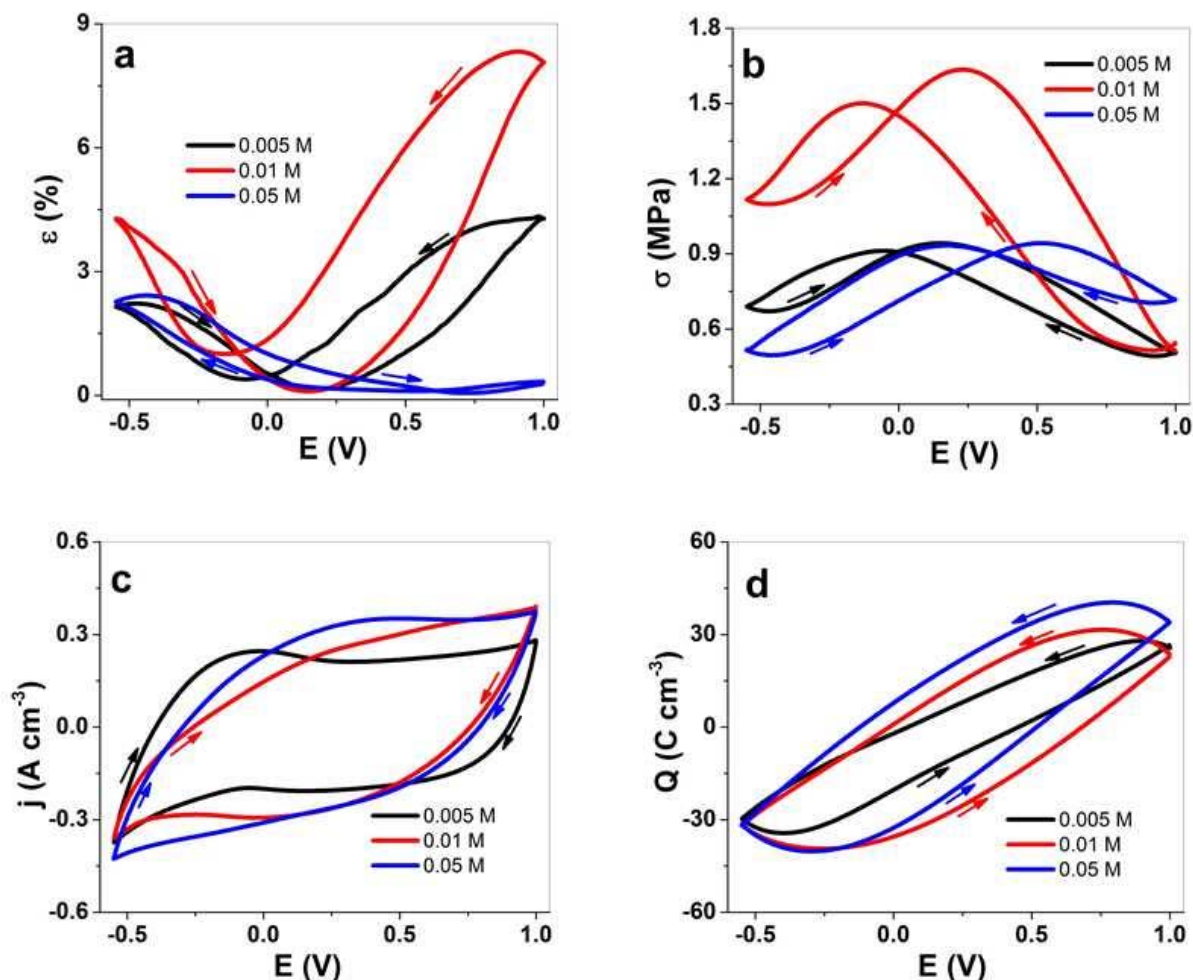 a
9
6
3
0
ε (%)
0.005 M
0.01 M
0.05 M
-0.5
0.0
0.5
1.0
E (V)
b
1.8
1.5
1.2
0.9
0.6
0.3
σ (MPa)
0.005 M
0.01 M
0.05 M
-0.5
0.0
0.5
1.0
E (V)
c
0.6
0.3
0.0
-0.3
-0.6
j (A cm⁻³)
0.005 M
0.01 M
0.05 M
-0.5
0.0
0.5
1.0
E (V)
d
60
30
0
-30
-60
Q (C cm⁻³)
0.005 M
0.01 M
0.05 M
-0.5
0.0
0.5
1.0
E (V)